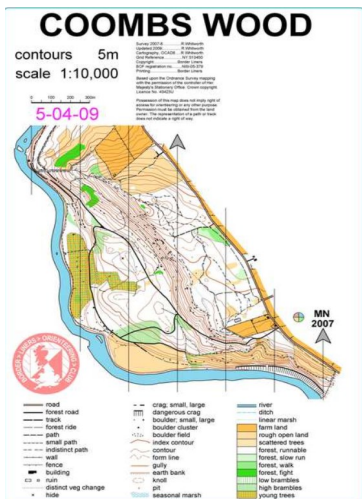 COOMBS WOOD
contours 5m
scale 1:10,000
5-04-09
MN
2007
BORDER LINERS ORIENTEERING CLUB
road
forest road
track
forest ride
path
small path
indistinct path
wall
fence
building
ruin
distinct veg change
hide
crag; small, large
dangerous crag
boulder; small, large
boulder cluster
boulder field
index contour
contour
form line
gully
earth bank
knoll
pit
seasonal marsh
river
ditch
linear marsh
farm land
rough open land
scattered trees
forest, runnable
forest, slow run
forest, walk
forest, fight
low brambles
high brambles
young trees